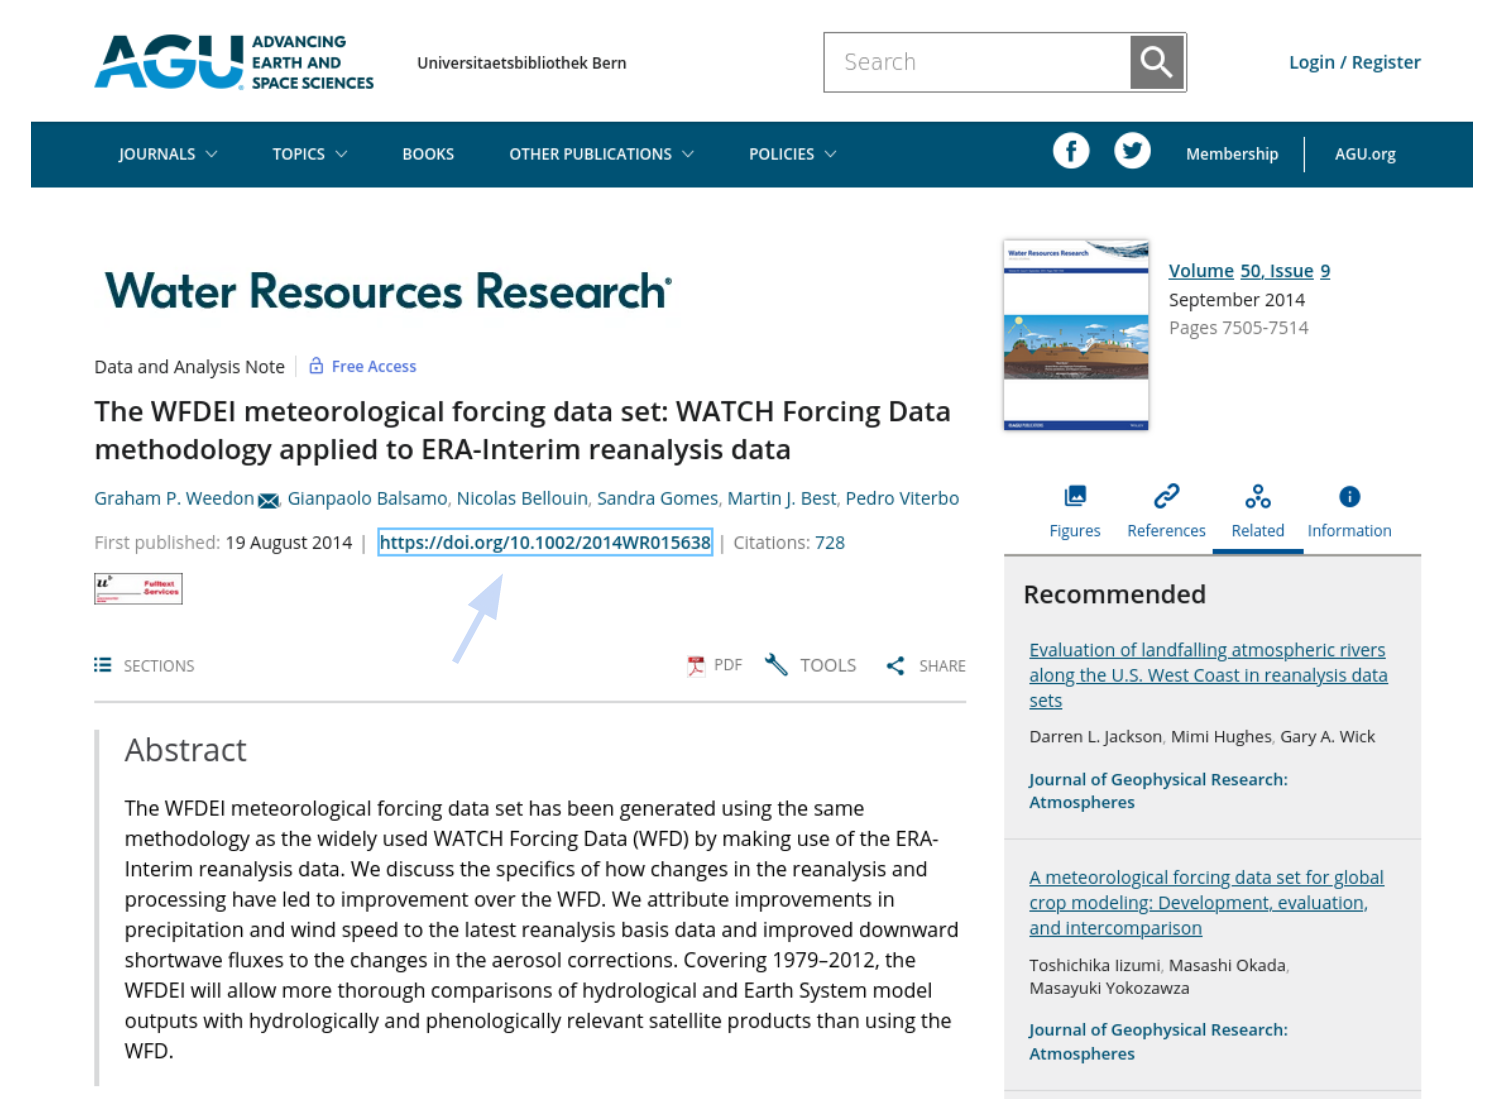 AGU ADVANCING EARTH AND SPACE SCIENCES
Universitaetsbibliothek Bern
Search
Login / Register
JOURNALS
TOPICS
BOOKS
OTHER PUBLICATIONS
POLICIES
Membership
AGU.org
Water Resources Research
Data and Analysis Note
Free Access
The WFDEI meteorological forcing data set: WATCH Forcing Data
methodology applied to ERA-Interim reanalysis data
Graham P. Weedon, Gianpaolo Balsamo, Nicolas Bellouin, Sandra Gomes, Martin J. Best, Pedro Viterbo
First published: 19 August 2014 | https://doi.org/10.1002/2014WR015638 | Citations: 728
u^b Fulltext
Services
SECTIONS
PDF
TOOLS
SHARE
Abstract
The WFDEI meteorological forcing data set has been generated using the same
methodology as the widely used WATCH Forcing Data (WFD) by making use of the ERA-
Interim reanalysis data. We discuss the specifics of how changes in the reanalysis and
processing have led to improvement over the WFD. We attribute improvements in
precipitation and wind speed to the latest reanalysis basis data and improved downward
shortwave fluxes to the changes in the aerosol corrections. Covering 1979–2012, the
WFDEI will allow more thorough comparisons of hydrological and Earth System model
outputs with hydrologically and phenologically relevant satellite products than using the
WFD.
Water Resources Research
Volume 50, Issue 9
September 2014
Pages 7505-7514
Figures
References
Related
Information
Recommended
Evaluation of landfalling atmospheric rivers
along the U.S. West Coast in reanalysis data
sets
Darren L. Jackson, Mimi Hughes, Gary A. Wick
Journal of Geophysical Research:
Atmospheres
A meteorological forcing data set for global
crop modeling: Development, evaluation,
and intercomparison
Toshichika Iizumi, Masashi Okada,
Masayuki Yokozawza
Journal of Geophysical Research:
Atmospheres